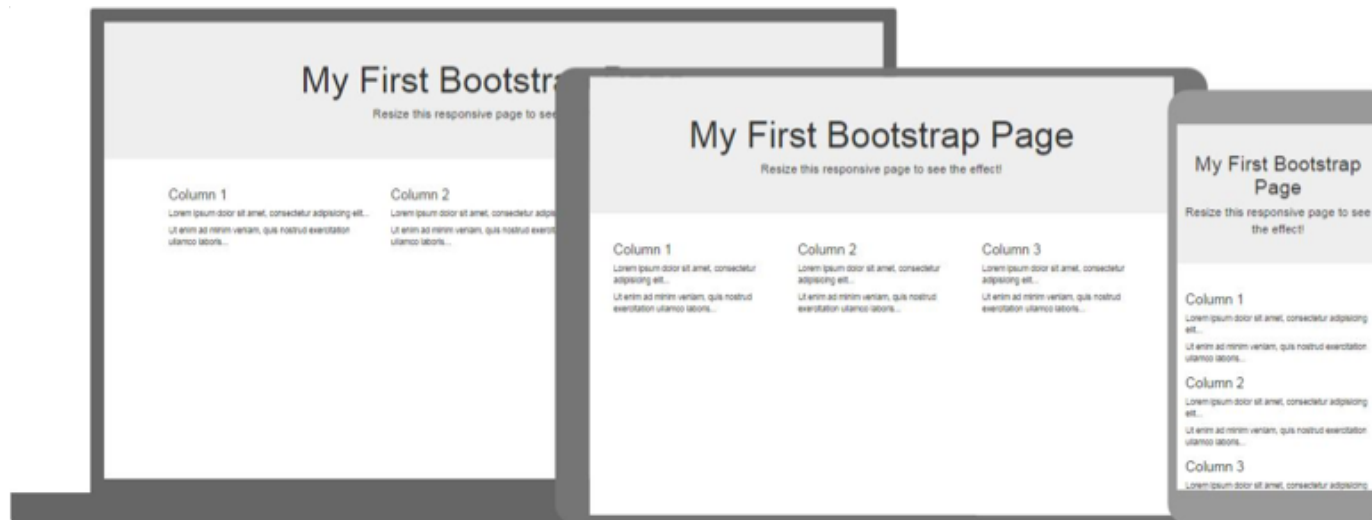 My First Bootstra
Resize this responsive page to see
Column 1
Lorem ipsum dolor sit amet, consectetur adipisicing elit...
Ut enim ad minim veniam, quis nostrud exercitation
ullamco laboris...
Column 2
Lorem ipsum dolor sit amet, consectetur adipis
Ut enim ad minim veniam, quis nostrud exercit
ullamco laboris...
My First Bootstrap Page
Resize this responsive page to see the effect!
Column 1
Lorem ipsum dolor sit amet, consectetur
adipisicing elit...
Ut enim ad minim veniam, quis nostrud
exercitation ullamco laboris...
Column 2
Lorem ipsum dolor sit amet, consectetur
adipisicing elit...
Ut enim ad minim veniam, quis nostrud
exercitation ullamco laboris...
Column 3
Lorem ipsum dolor sit amet, consectetur
adipisicing elit...
Ut enim ad minim veniam, quis nostrud
exercitation ullamco laboris...
My First Bootstrap
Page
Resize this responsive page to see
the effect!
Column 1
Lorem ipsum dolor sit amet, consectetur adipisicing
elit...
Ut enim ad minim veniam, quis nostrud exercitation
ullamco laboris...
Column 2
Lorem ipsum dolor sit amet, consectetur adipisicing
elit...
Ut enim ad minim veniam, quis nostrud exercitation
ullamco laboris...
Column 3
Lorem ipsum dolor sit amet, consectetur adipisicing